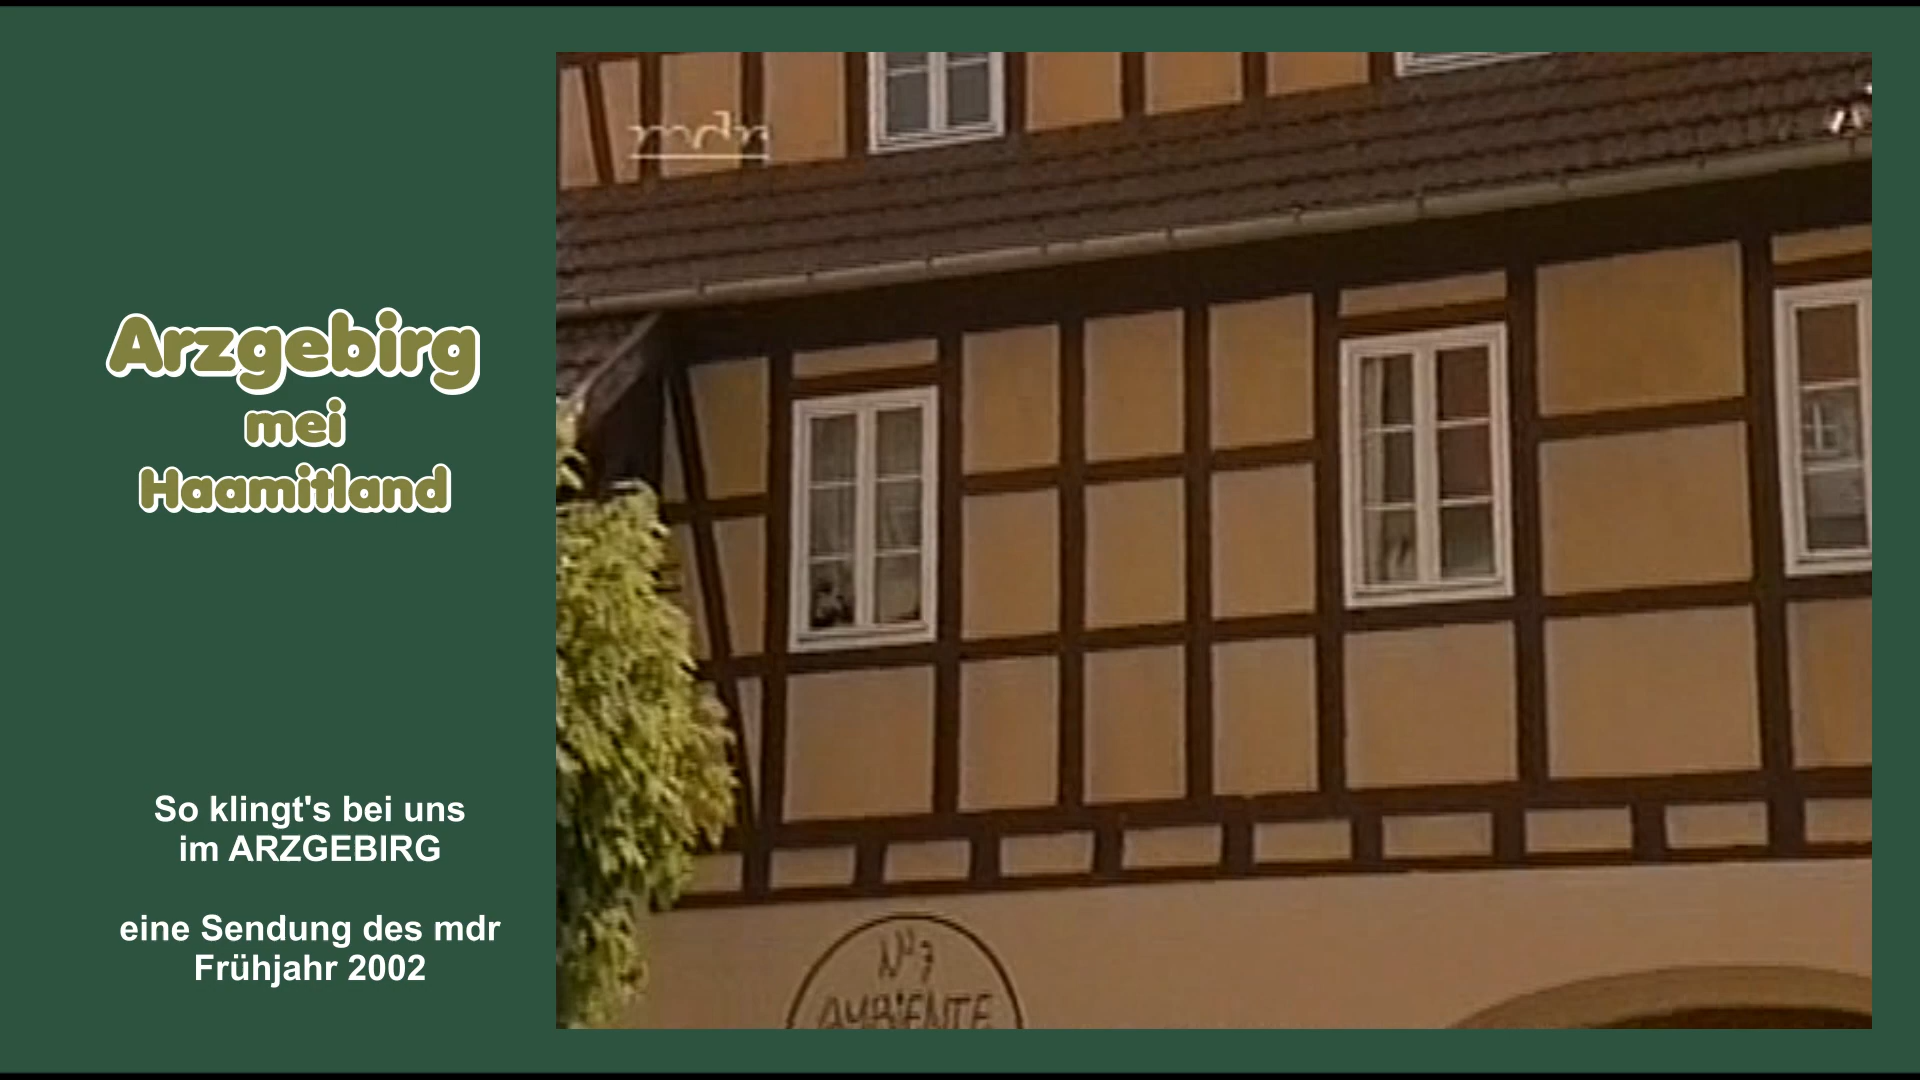 Arzgebirg
mei
Haamitland
So klingt's bei uns
im ARZGEBIRG
eine Sendung des mdr
Frühjahr 2002
mdr
Nº7
AMBIENTE